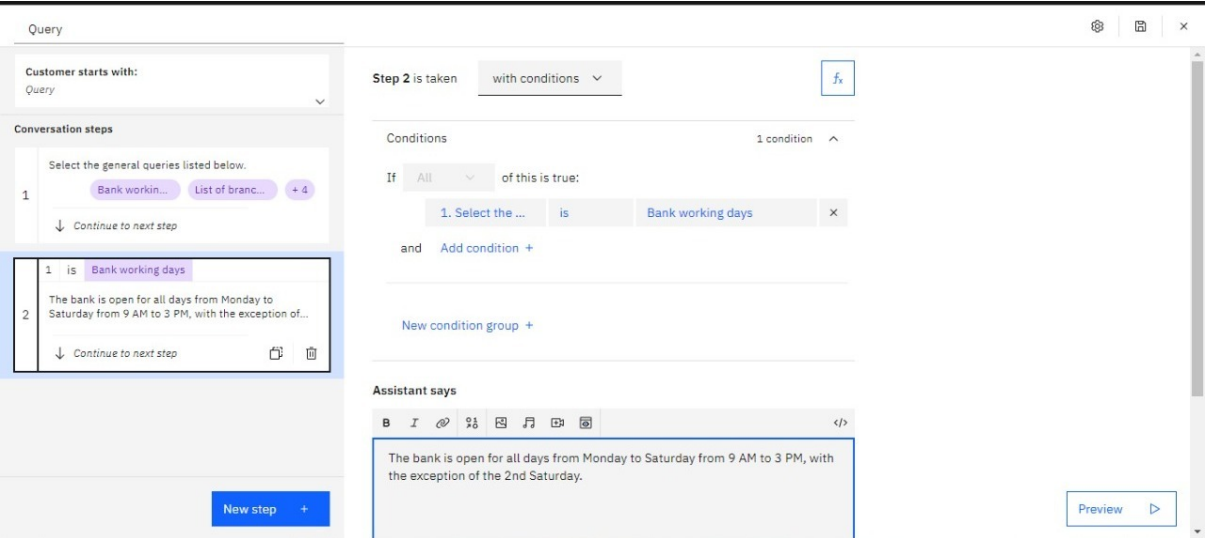 Query
Customer starts with:
Query
Conversation steps
1
Select the general queries listed below.
Bank workin... List of branc... + 4
Continue to next step
2
1 is Bank working days
The bank is open for all days from Monday to
Saturday from 9 AM to 3 PM, with the exception of...
Continue to next step
New step +
Step 2 is taken with conditions
fx
Conditions 1 condition
If All of this is true:
1. Select the ... is Bank working days ×
and Add condition +
New condition group +
Assistant says
B I </>
The bank is open for all days from Monday to Saturday from 9 AM to 3 PM, with
the exception of the 2nd Saturday.
Preview